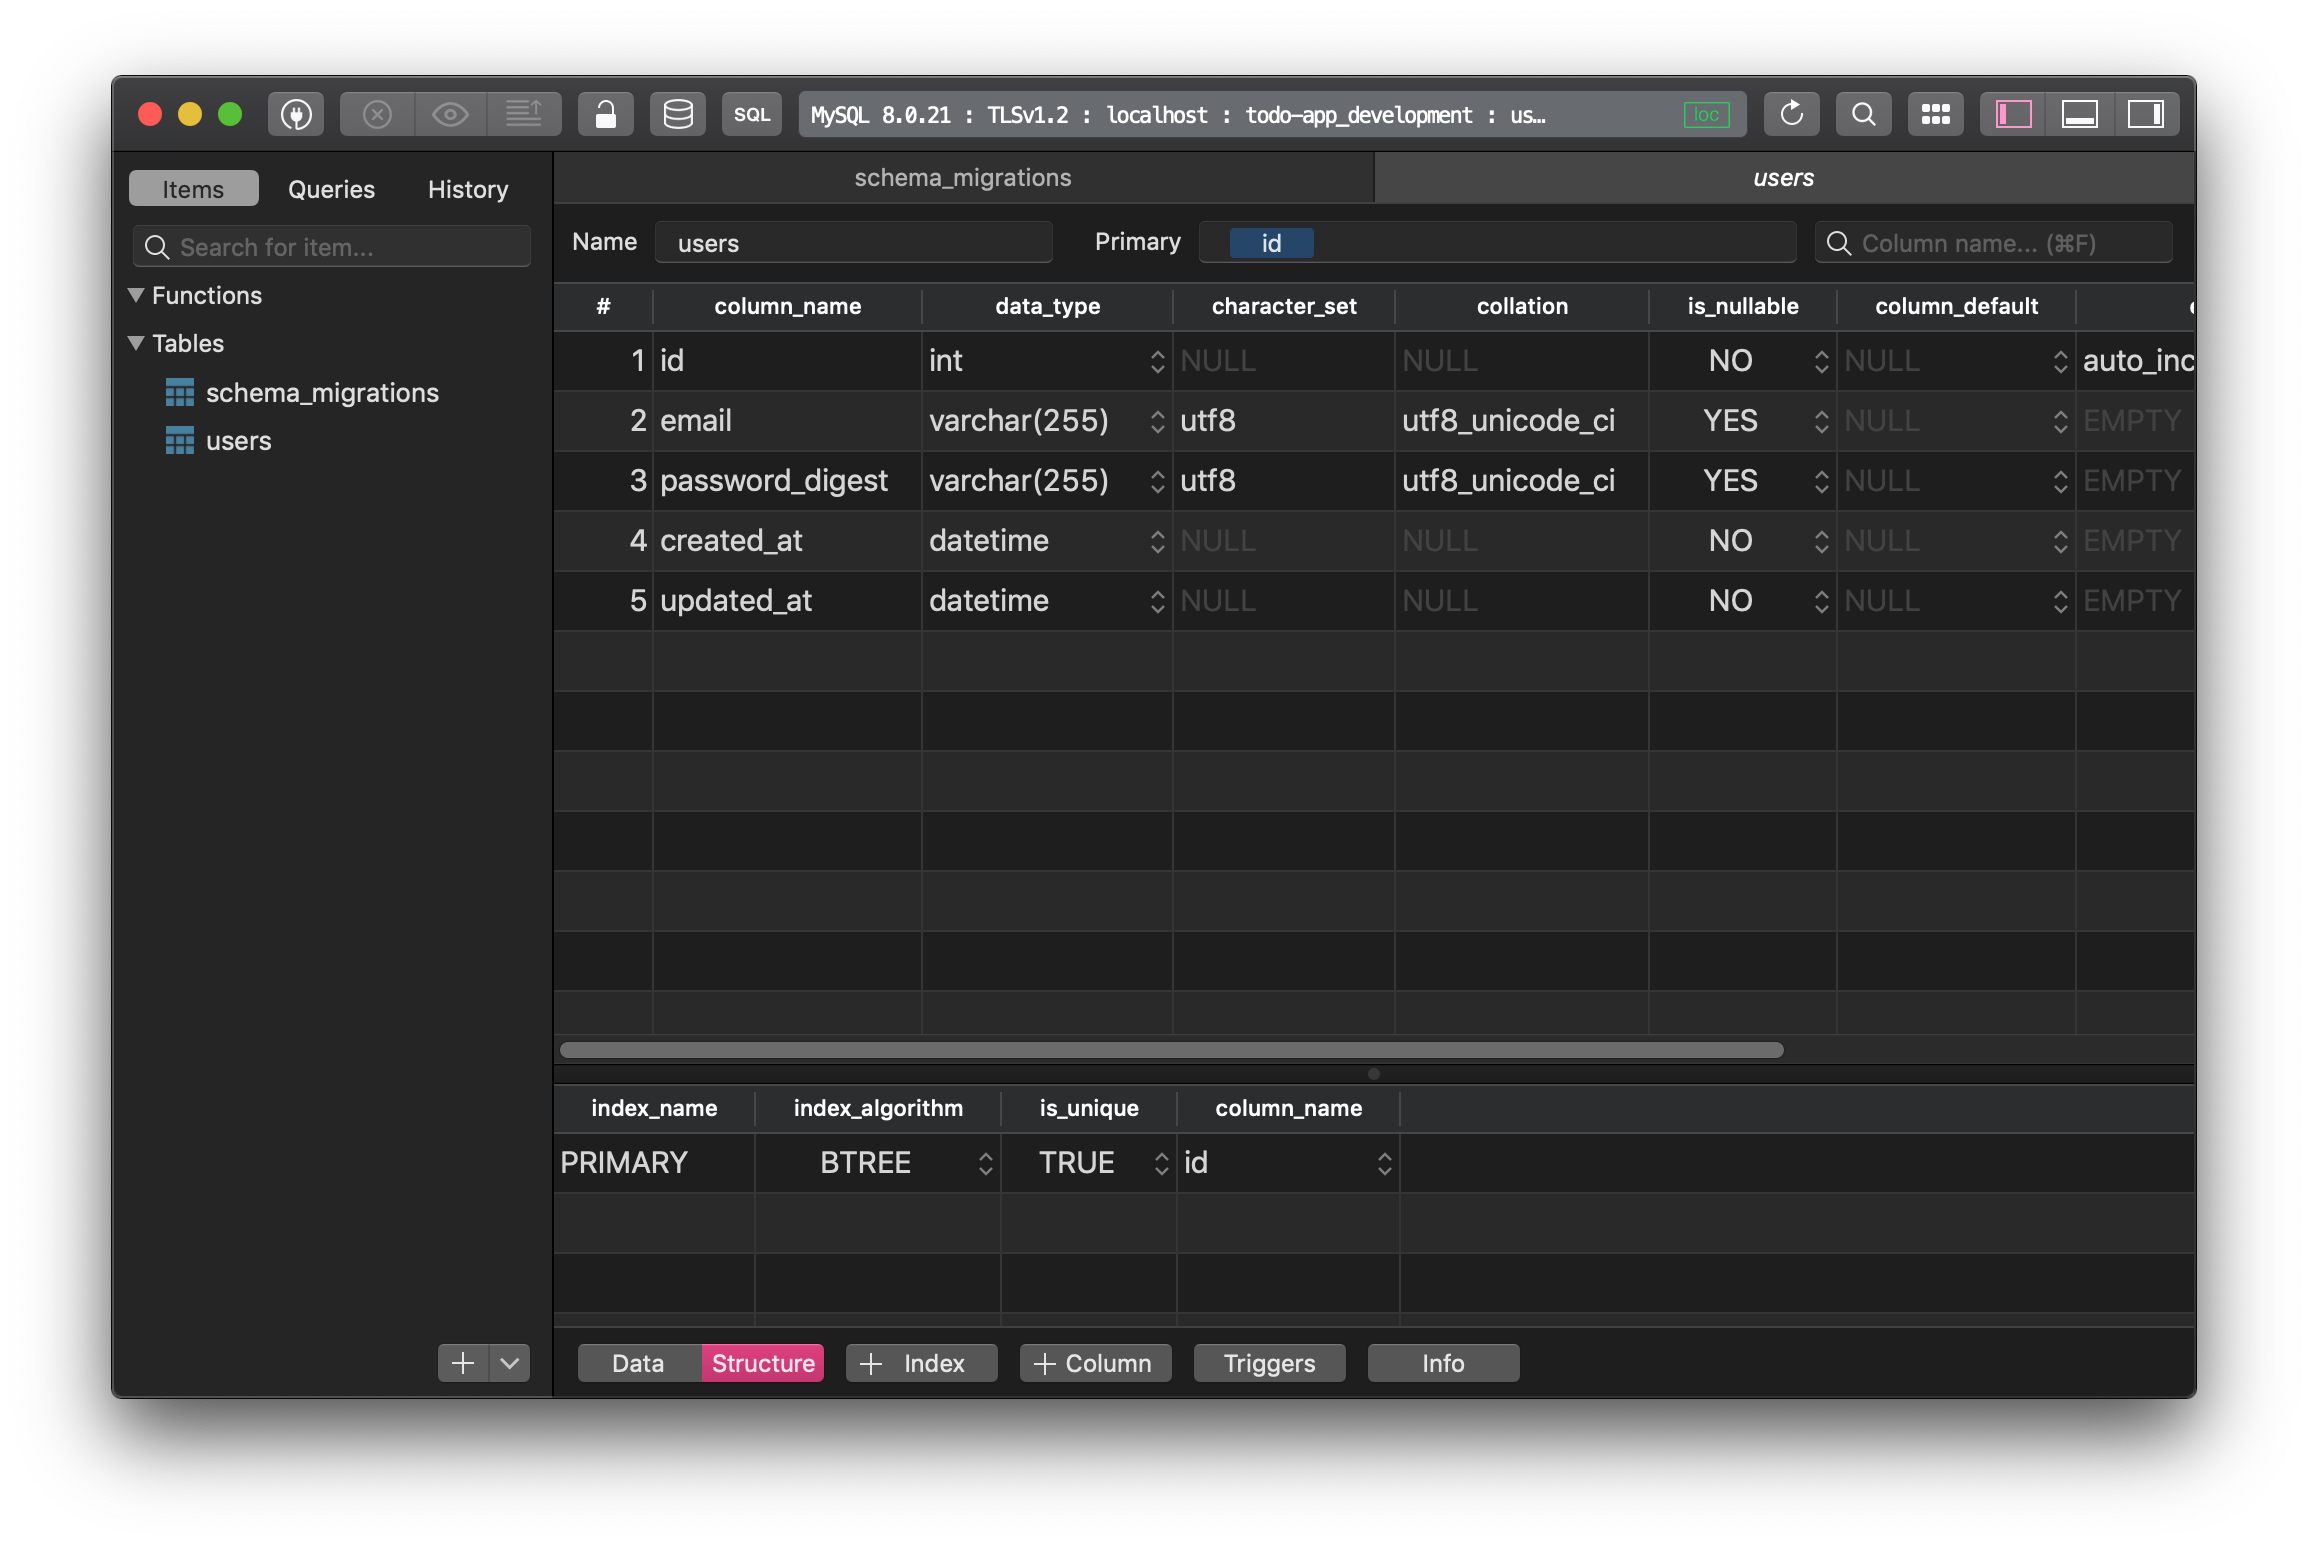 SQL MySQL 8.0.21 : TLSv1.2 : localhost : todo-app_development : us… loc
Items Queries History
Search for item...
Functions
Tables
schema_migrations
users
schema_migrations users
Name users Primary id Column name... (⌘F)
# column_name data_type character_set collation is_nullable column_default
1 id int NULL NULL NO NULL auto_inc
2 email varchar(255) utf8 utf8_unicode_ci YES NULL EMPTY
3 password_digest varchar(255) utf8 utf8_unicode_ci YES NULL EMPTY
4 created_at datetime NULL NULL NO NULL EMPTY
5 updated_at datetime NULL NULL NO NULL EMPTY
index_name index_algorithm is_unique column_name
PRIMARY BTREE TRUE id
Data Structure + Index + Column Triggers Info